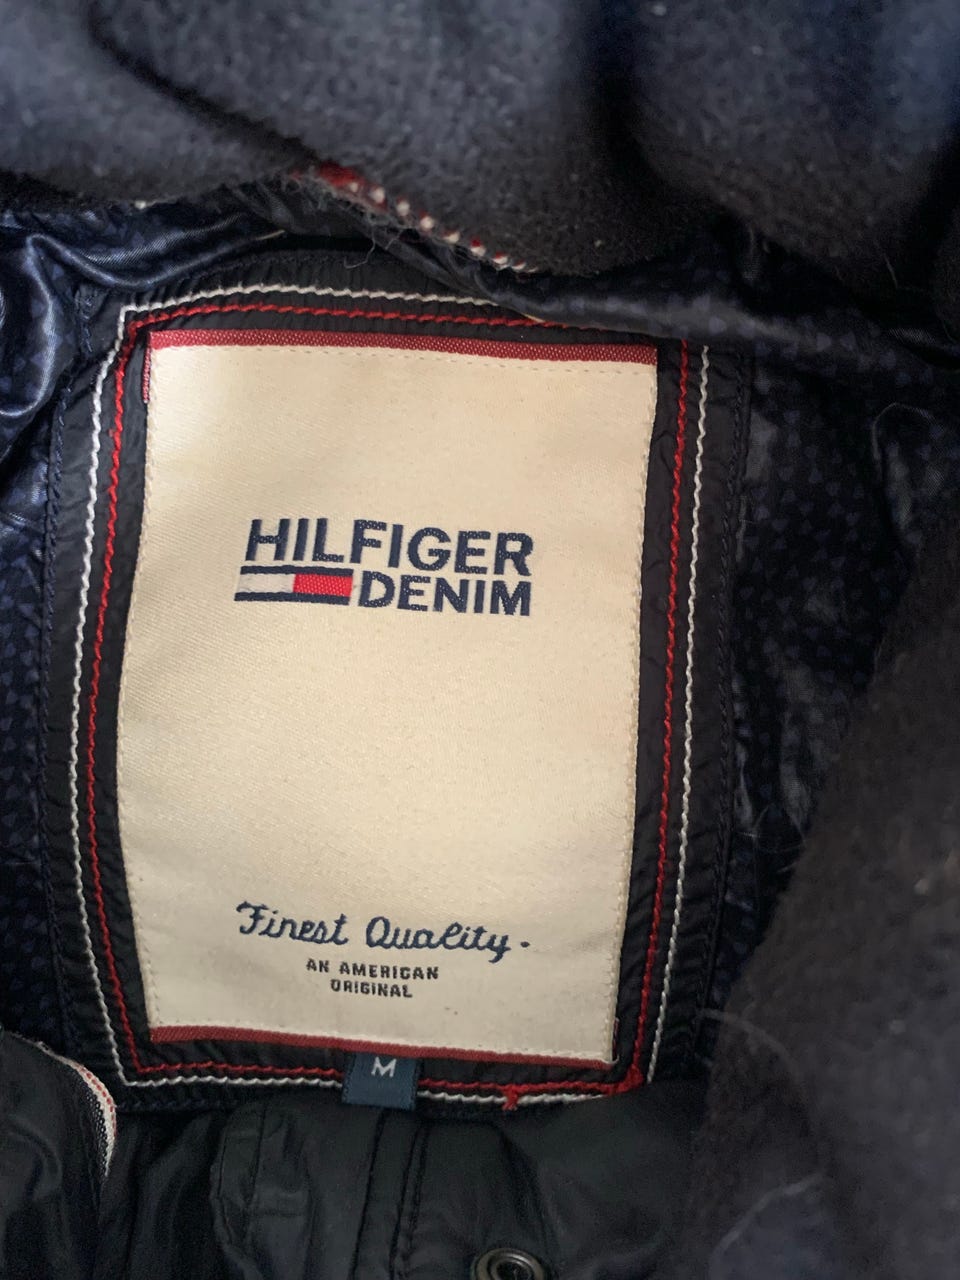 HILFIGER
DENIM
Finest Quality.
AN AMERICAN
ORIGINAL
M